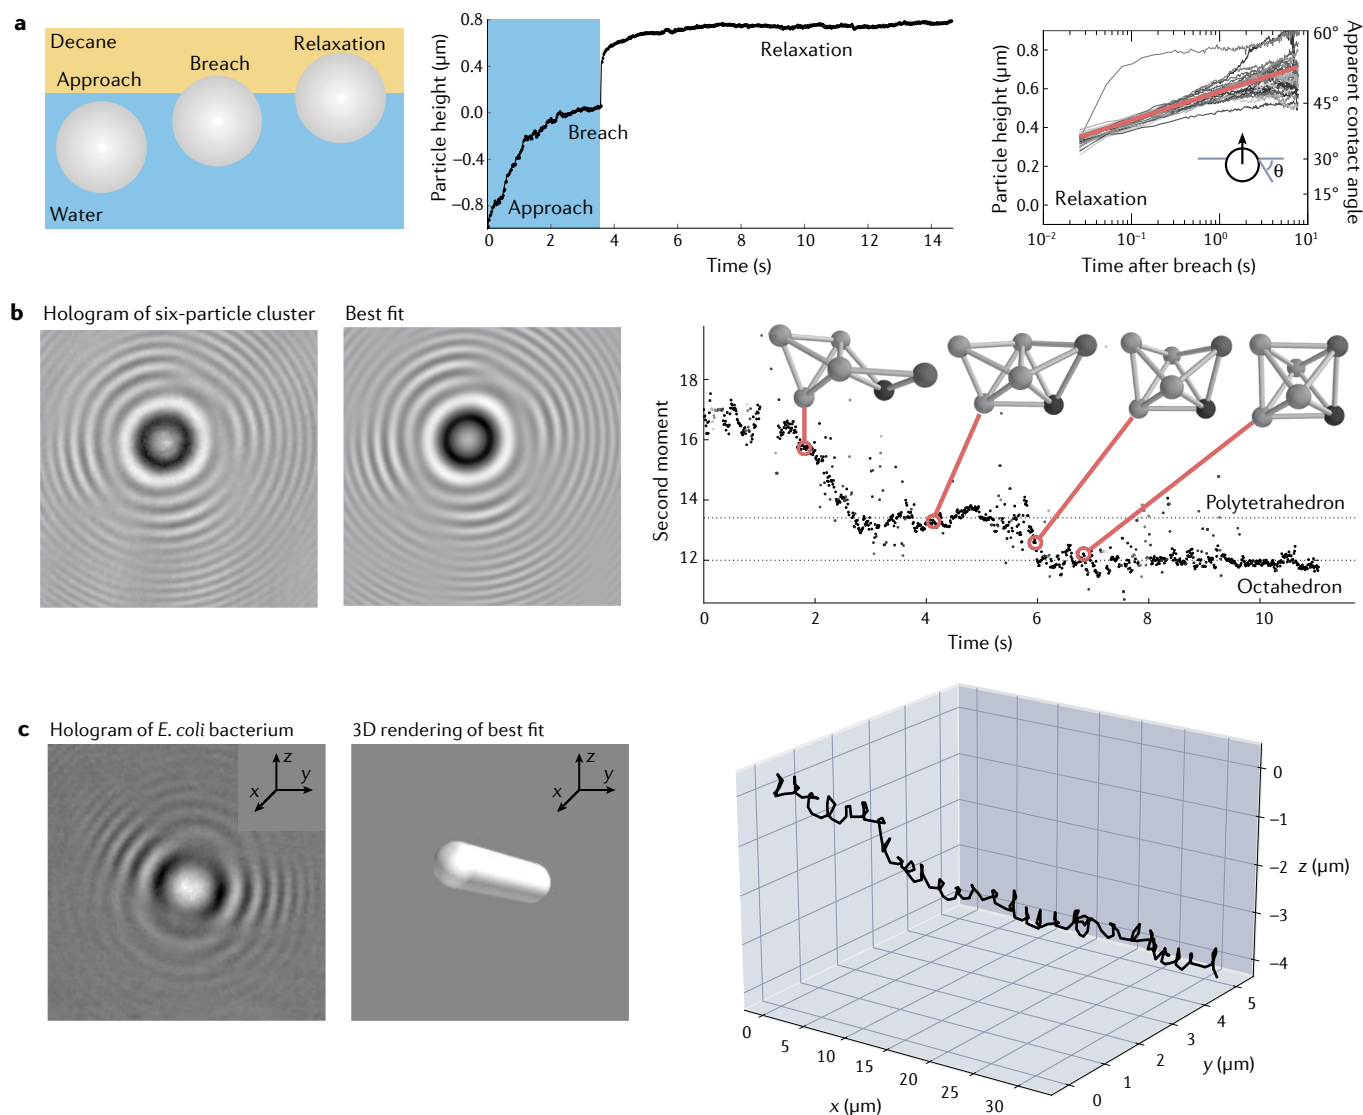 a
Decane
Relaxation
Breach
Approach
Water
Particle height (μm)
0.8
0.4
0.0
−0.4
−0.8
Relaxation
Breach
Approach
0 2 4 6 8 10 12 14
Time (s)
Particle height (μm)
0.8
0.6
0.4
0.2
0.0
Relaxation
θ
60°
45°
30°
15°
Apparent contact angle
10⁻² 10⁻¹ 10⁰ 10¹
Time after breach (s)
b
Hologram of six-particle cluster
Best fit
Second moment
18
16
14
12
Polytetrahedron
Octahedron
0 2 4 6 8 10
Time (s)
c
Hologram of E. coli bacterium
z
y
x
3D rendering of best fit
z
y
x
0
−1
−2
−3
−4
z (μm)
0 5 10 15 20 25 30
x (μm)
0 1 2 3 4 5
y (μm)